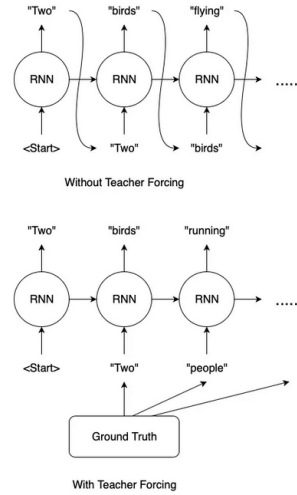 "Two" "birds" "flying"
RNN RNN RNN .....
<Start> "Two" "birds"
Without Teacher Forcing
"Two" "birds" "running"
RNN RNN RNN .....
<Start> "Two" "people"
Ground Truth
With Teacher Forcing